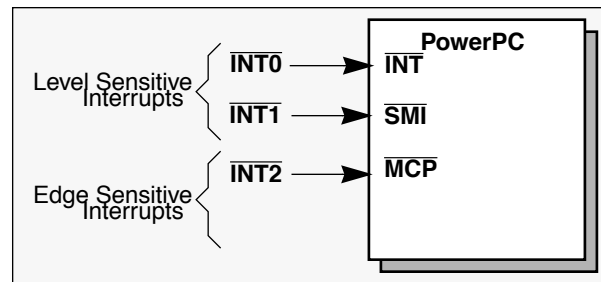 PowerPC
Level Sensitive
Interrupts
INT0
INT
INT1
SMI
Edge Sensitive
Interrupts
INT2
MCP